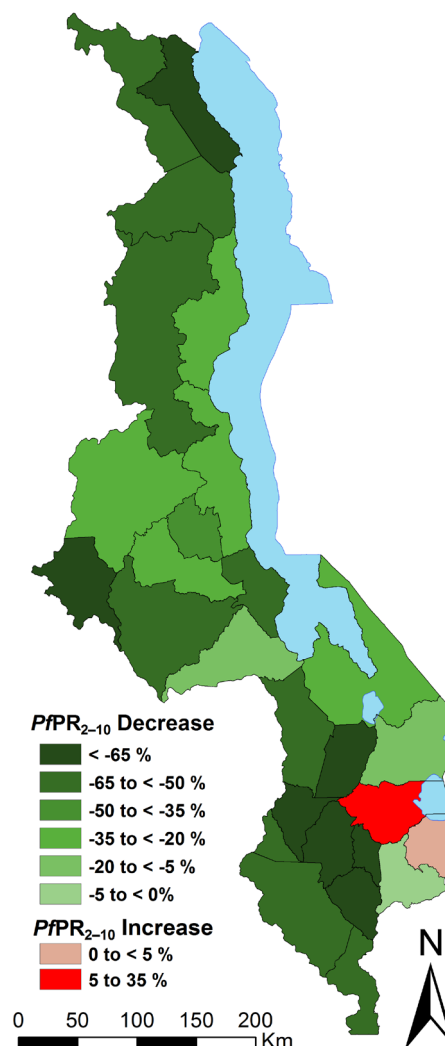 PfPR2–10 Decrease
< -65 %
-65 to < -50 %
-50 to < -35 %
-35 to < -20 %
-20 to < -5 %
-5 to < 0%
PfPR2–10 Increase
0 to < 5 %
5 to 35 %
N
0 50 100 150 200
Km